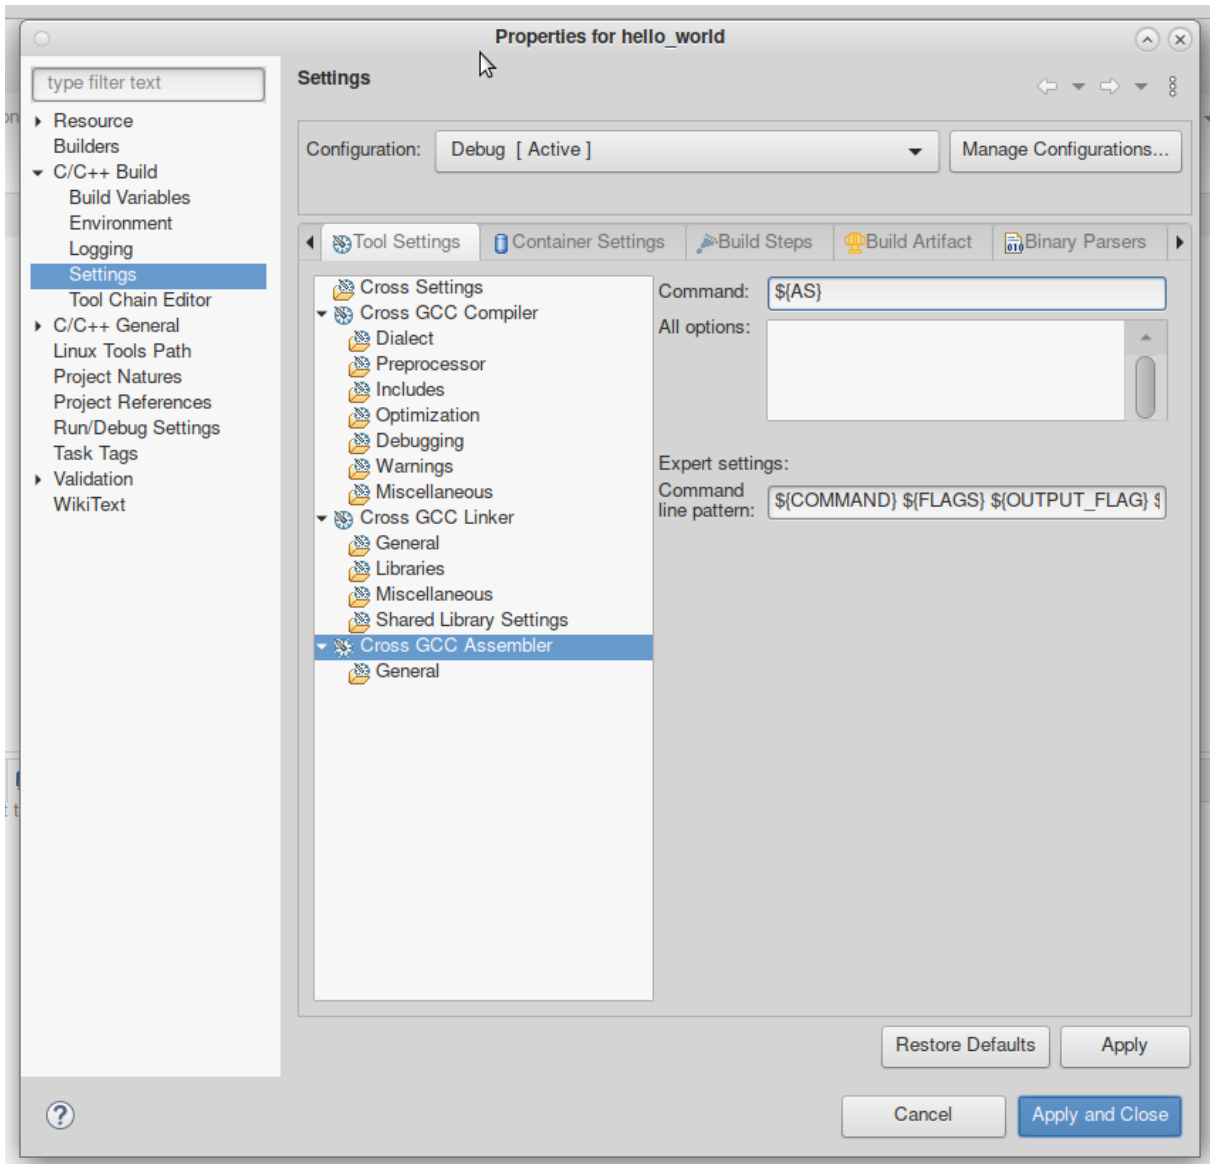 Properties for hello_world
type filter text
Resource
Builders
C/C++ Build
Build Variables
Environment
Logging
Settings
Tool Chain Editor
C/C++ General
Linux Tools Path
Project Natures
Project References
Run/Debug Settings
Task Tags
Validation
WikiText
Settings
Configuration: Debug [ Active ] Manage Configurations...
Tool Settings Container Settings Build Steps Build Artifact Binary Parsers
Cross Settings
Cross GCC Compiler
Dialect
Preprocessor
Includes
Optimization
Debugging
Warnings
Miscellaneous
Cross GCC Linker
General
Libraries
Miscellaneous
Shared Library Settings
Cross GCC Assembler
General
Command: ${AS}
All options:
Expert settings:
Command
line pattern: ${COMMAND} ${FLAGS} ${OUTPUT_FLAG} $
Restore Defaults Apply
Cancel Apply and Close